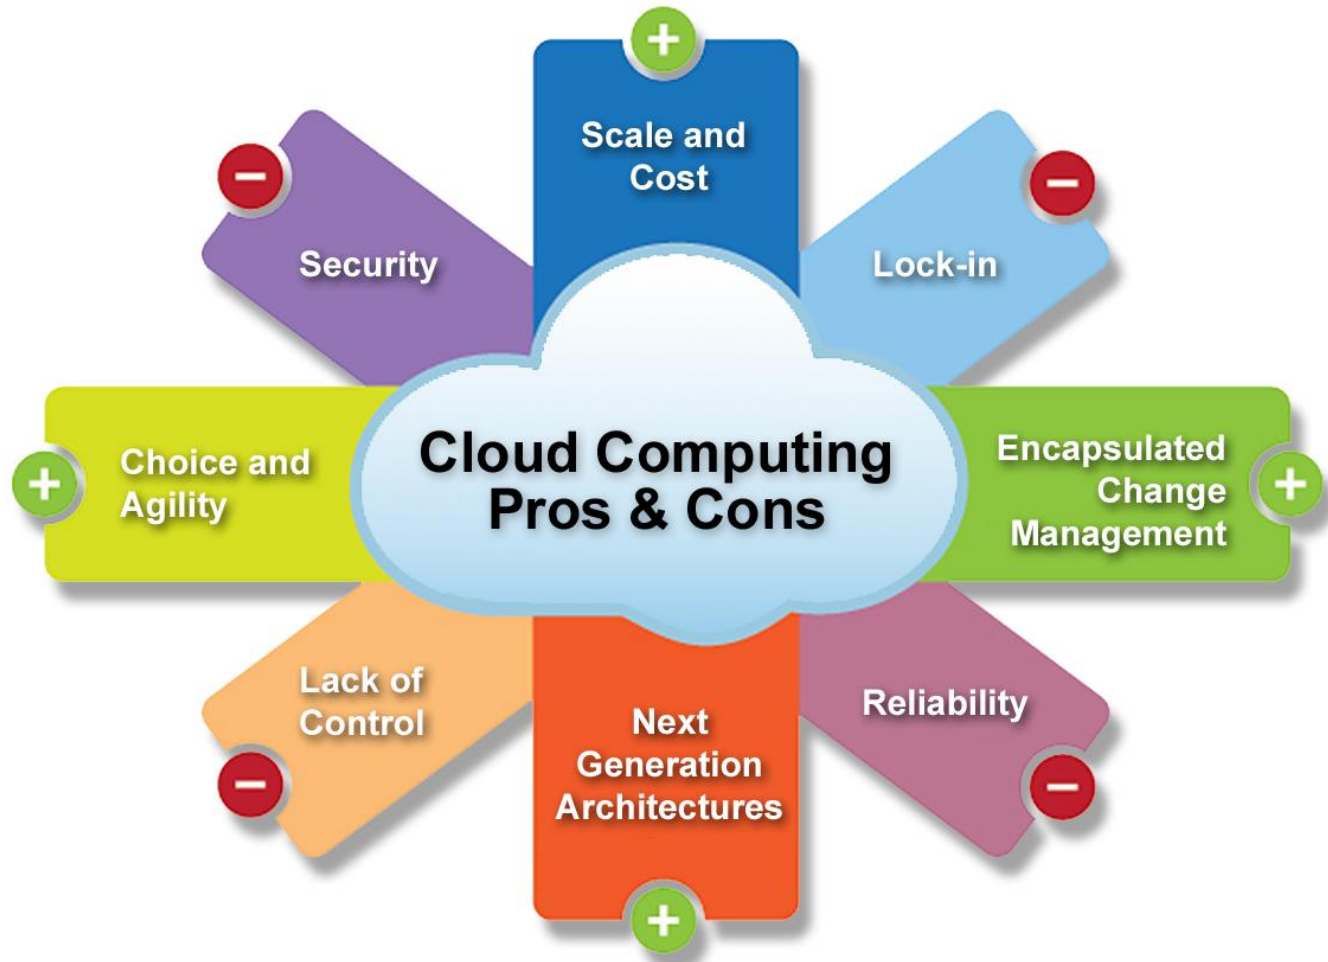 Scale and
Cost
Security
Lock-in
Cloud Computing
Pros & Cons
Choice and
Agility
Encapsulated
Change
Management
Lack of
Control
Next
Generation
Architectures
Reliability